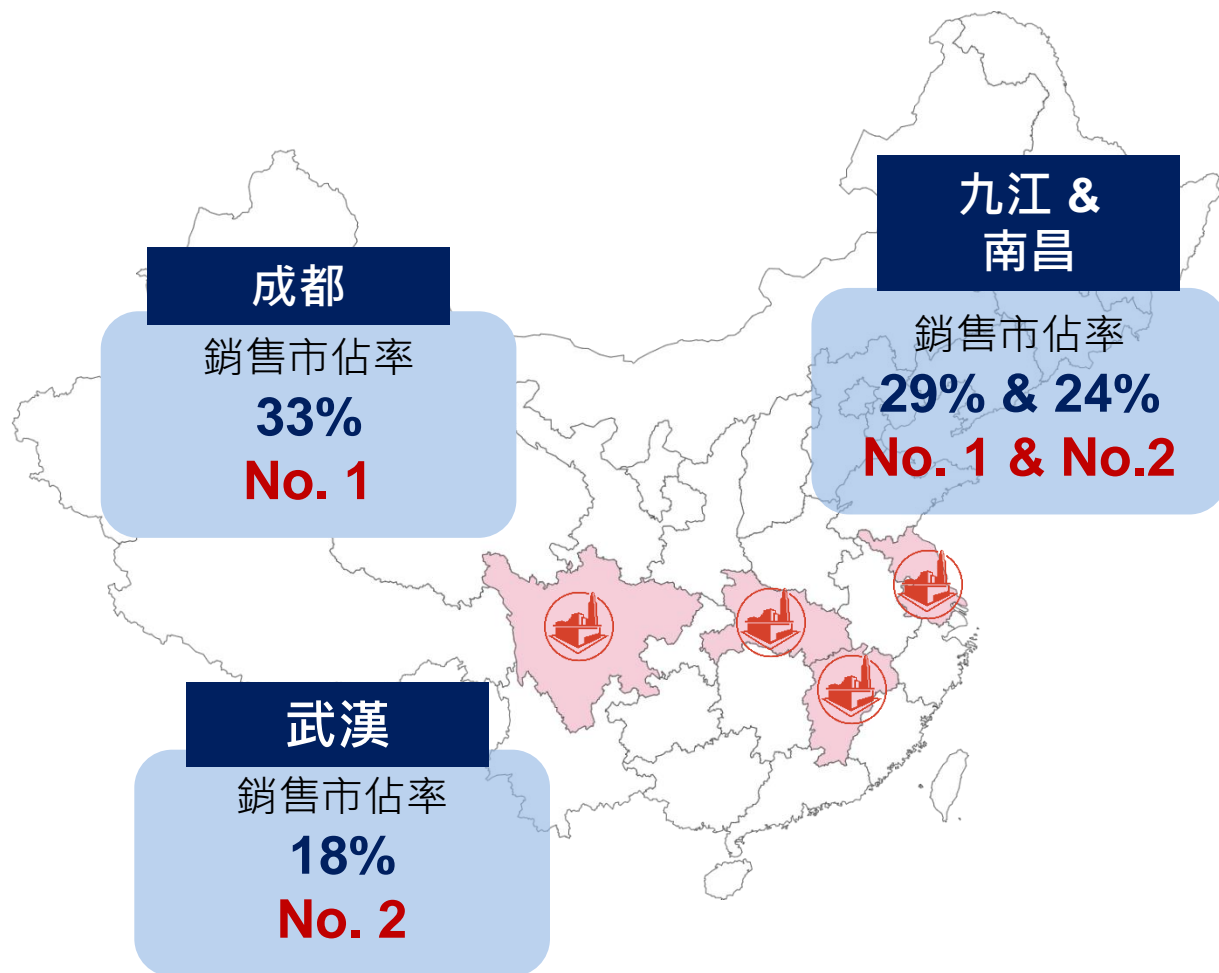 成都
銷售市佔率
33%
No. 1
九江 &
南昌
銷售市佔率
29% & 24%
No. 1 & No.2
武漢
銷售市佔率
18%
No. 2